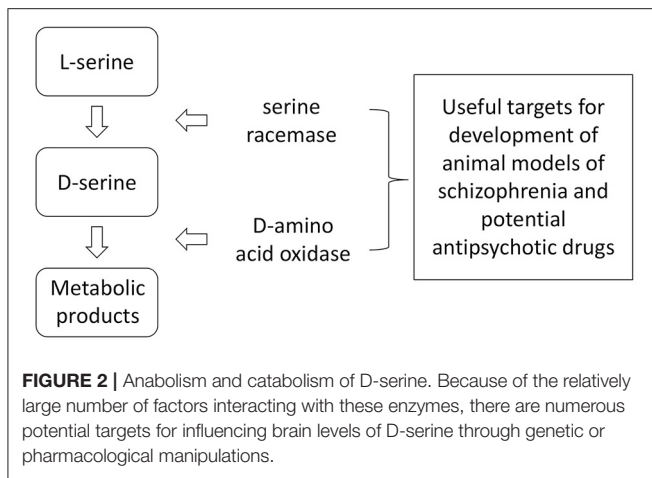 L-serine
serine
racemase
D-serine
D-amino
acid oxidase
Metabolic
products
Useful targets for
development of
animal models of
schizophrenia and
potential
antipsychotic drugs
FIGURE 2 | Anabolism and catabolism of D-serine. Because of the relatively
large number of factors interacting with these enzymes, there are numerous
potential targets for influencing brain levels of D-serine through genetic or
pharmacological manipulations.